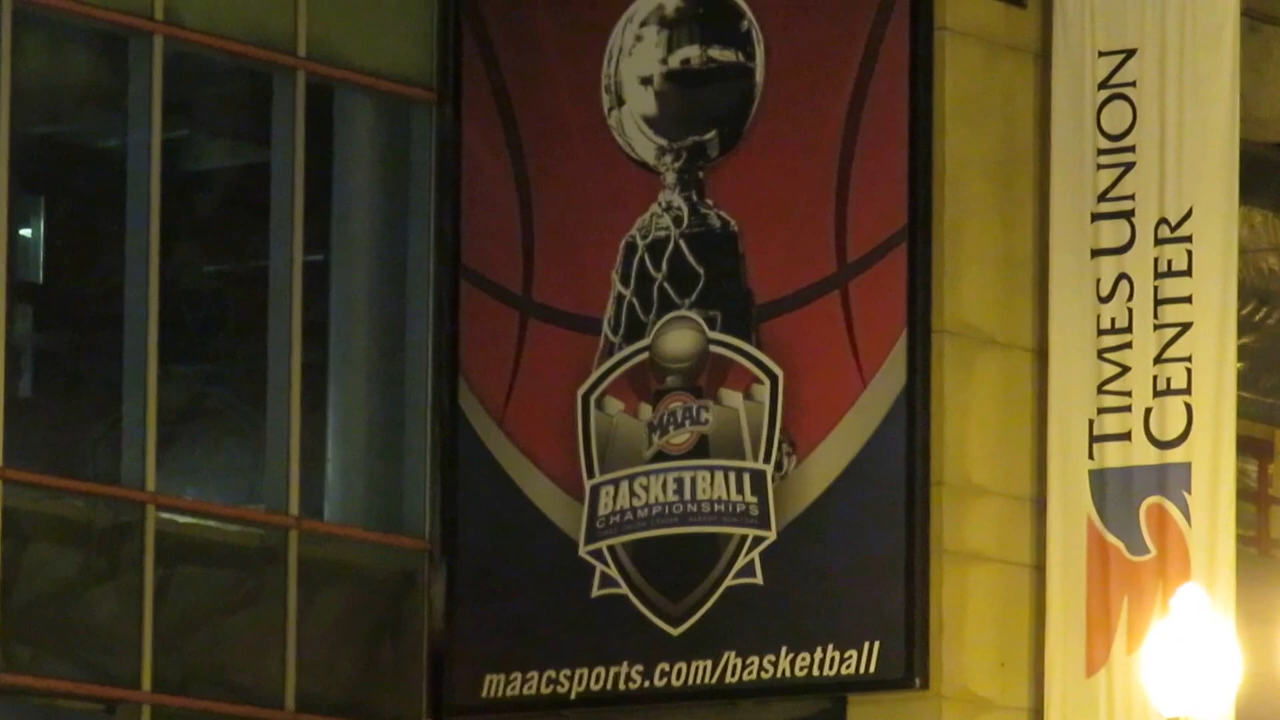 MAAC
BASKETBALL
CHAMPIONSHIPS
maacsports.com/basketball
TIMES UNION
CENTER